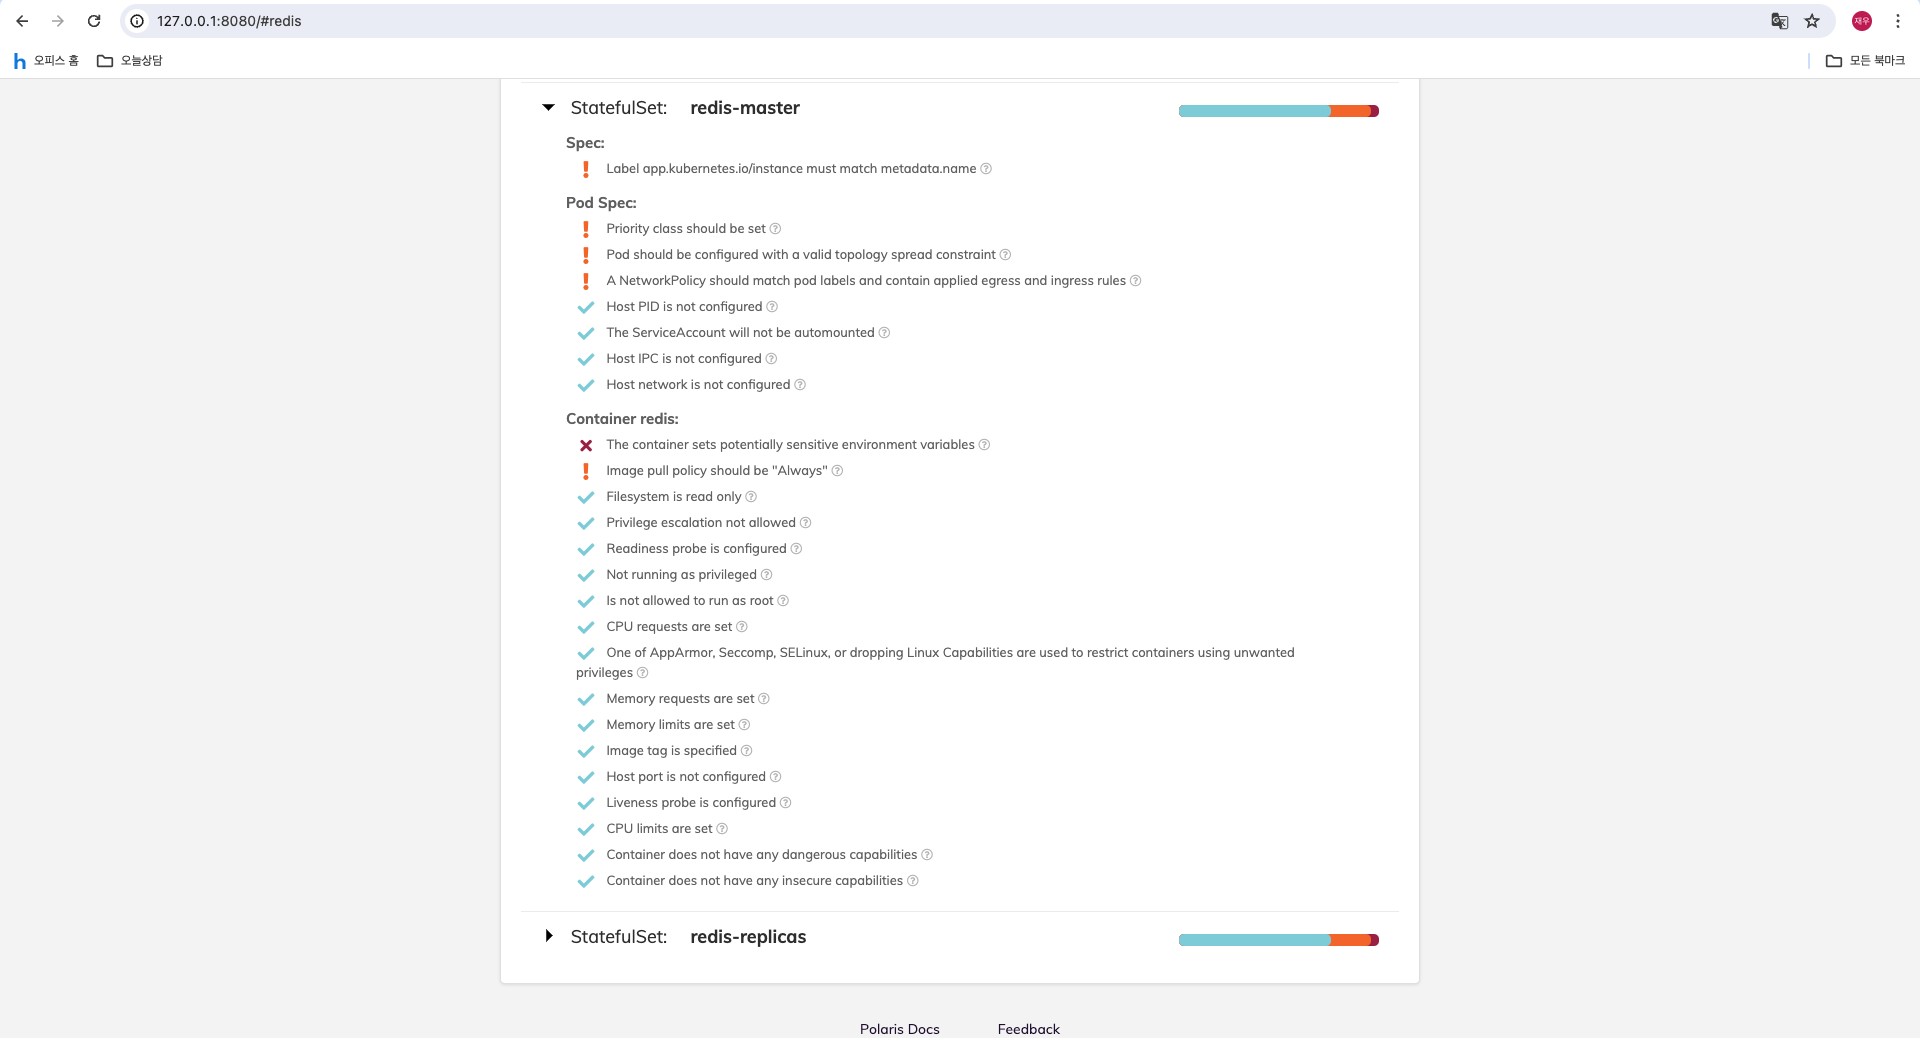 127.0.0.1:8080/#redis
재우
h 오피스 홈 오늘상담 모든 북마크
StatefulSet: redis-master
Spec:
Label app.kubernetes.io/instance must match metadata.name
Pod Spec:
Priority class should be set
Pod should be configured with a valid topology spread constraint
A NetworkPolicy should match pod labels and contain applied egress and ingress rules
Host PID is not configured
The ServiceAccount will not be automounted
Host IPC is not configured
Host network is not configured
Container redis:
The container sets potentially sensitive environment variables
Image pull policy should be "Always"
Filesystem is read only
Privilege escalation not allowed
Readiness probe is configured
Not running as privileged
Is not allowed to run as root
CPU requests are set
One of AppArmor, Seccomp, SELinux, or dropping Linux Capabilities are used to restrict containers using unwanted
privileges
Memory requests are set
Memory limits are set
Image tag is specified
Host port is not configured
Liveness probe is configured
CPU limits are set
Container does not have any dangerous capabilities
Container does not have any insecure capabilities
StatefulSet: redis-replicas
Polaris Docs Feedback